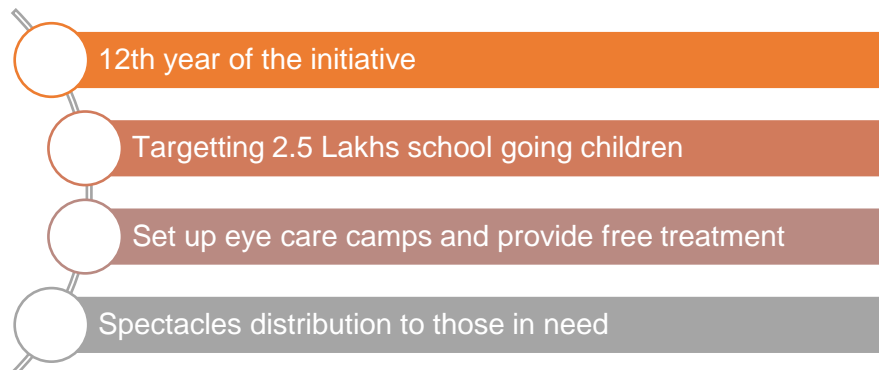 12th year of the initiative
Targetting 2.5 Lakhs school going children
Set up eye care camps and provide free treatment
Spectacles distribution to those in need